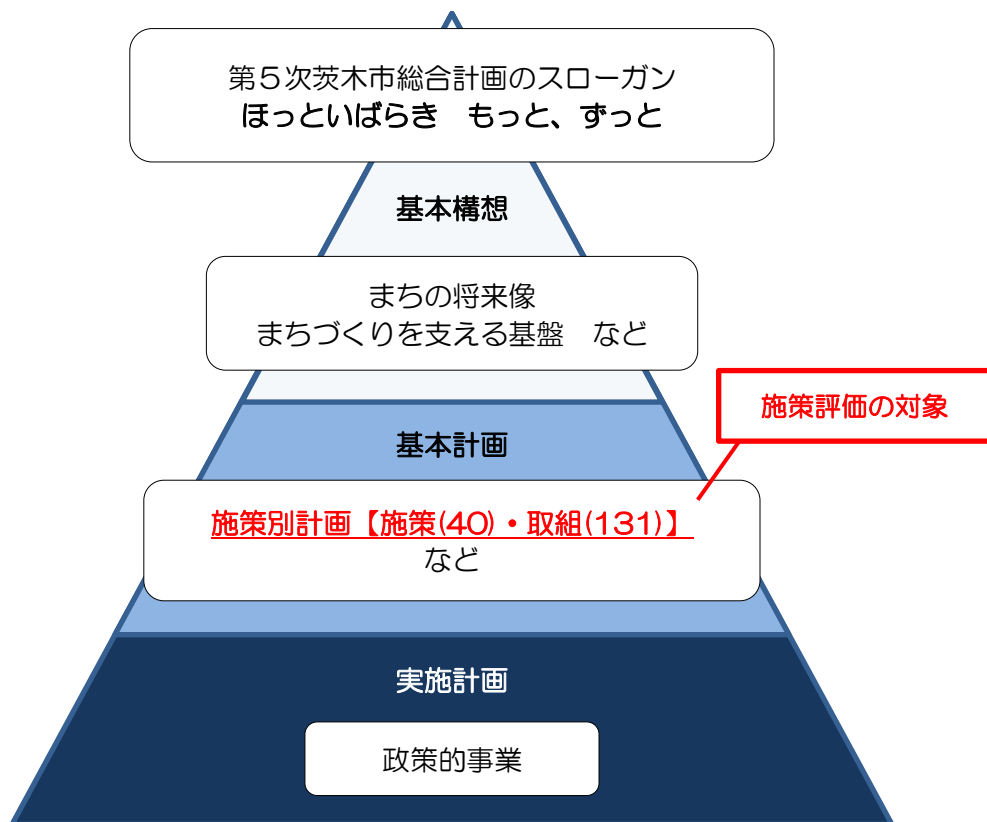 第５次茨木市総合計画のスローガン
ほっといばらき　もっと、ずっと
基本構想
まちの将来像
まちづくりを支える基盤　など
施策評価の対象
基本計画
施策別計画【施策(40)・取組(131)】
など
実施計画
政策的事業